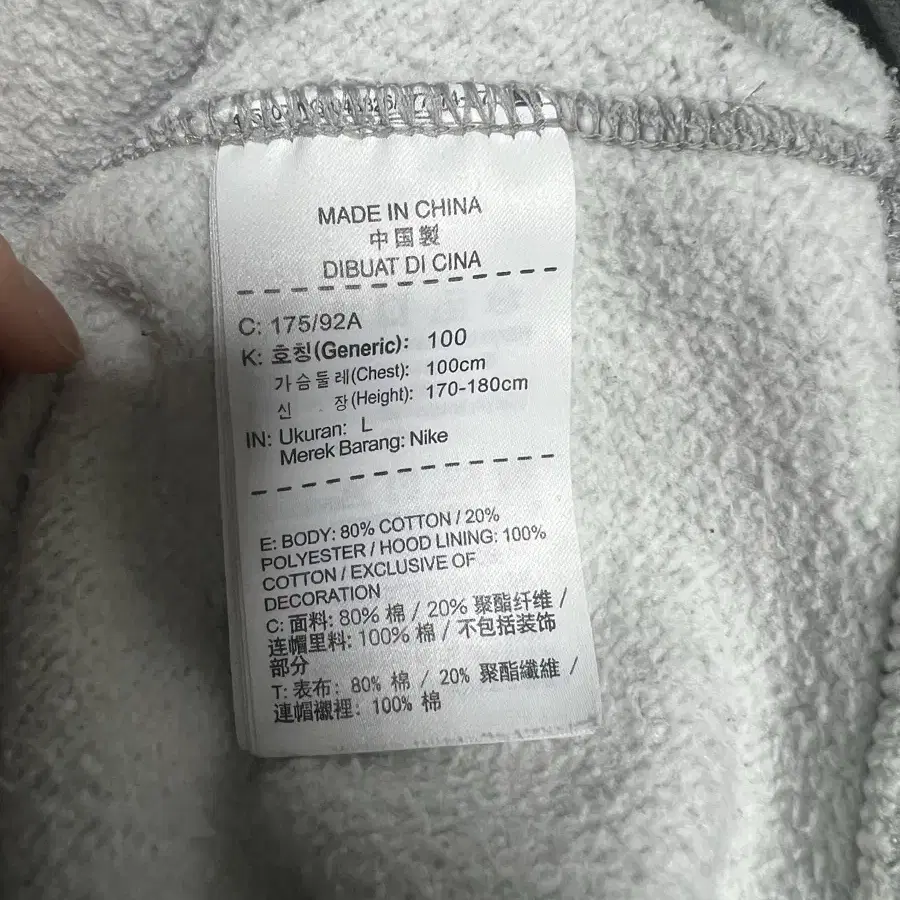 MADE IN CHINA
中国製
DIBUAT DI CINA
C: 175/92A
K: 호칭(Generic): 100
가슴둘레(Chest): 100cm
신 장(Height): 170-180cm
IN: Ukuran: L
Merek Barang: Nike
E: BODY: 80% COTTON / 20%
POLYESTER / HOOD LINING: 100%
COTTON / EXCLUSIVE OF
DECORATION
C: 面料: 80% 棉 / 20% 聚酯纤维 /
连帽里料: 100% 棉 / 不包括装饰
部分
T: 表布: 80% 棉 / 20% 聚酯纖維 /
連帽襯裡: 100% 棉